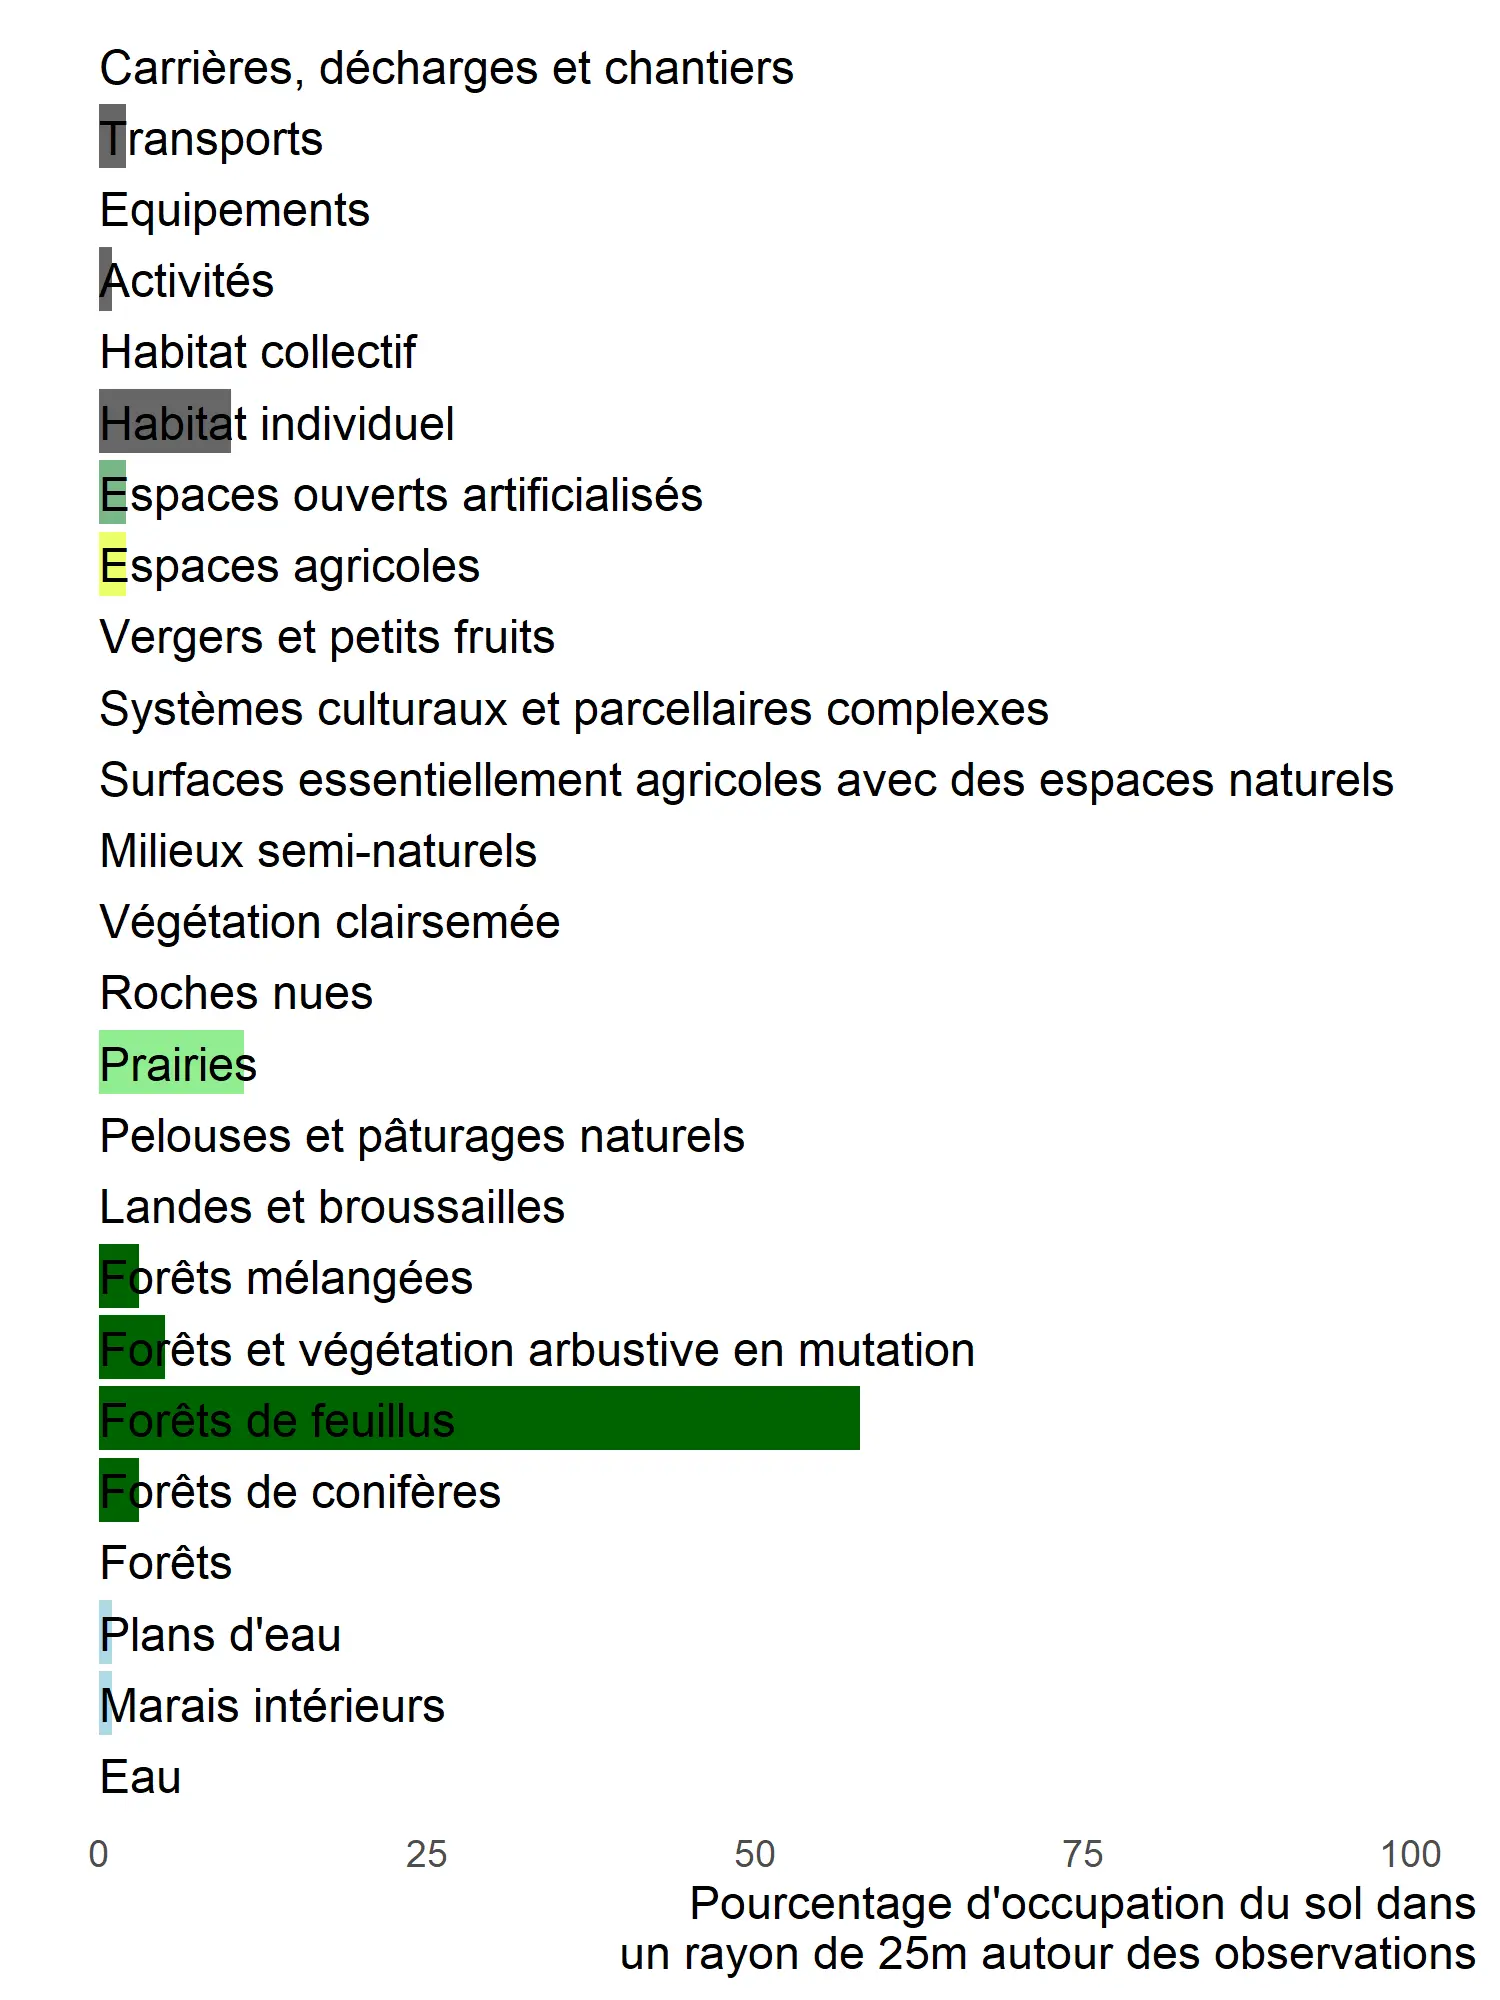 Carrières, décharges et chantiers
Transports
Equipements
Activités
Habitat collectif
Habitat individuel
Espaces ouverts artificialisés
Espaces agricoles
Vergers et petits fruits
Systèmes culturaux et parcellaires complexes
Surfaces essentiellement agricoles avec des espaces naturels
Milieux semi-naturels
Végétation clairsemée
Roches nues
Prairies
Pelouses et pâturages naturels
Landes et broussailles
Forêts mélangées
Forêts et végétation arbustive en mutation
Forêts de feuillus
Forêts de conifères
Forêts
Plans d'eau
Marais intérieurs
Eau
0 25 50 75 100
Pourcentage d'occupation du sol dans
un rayon de 25m autour des observations